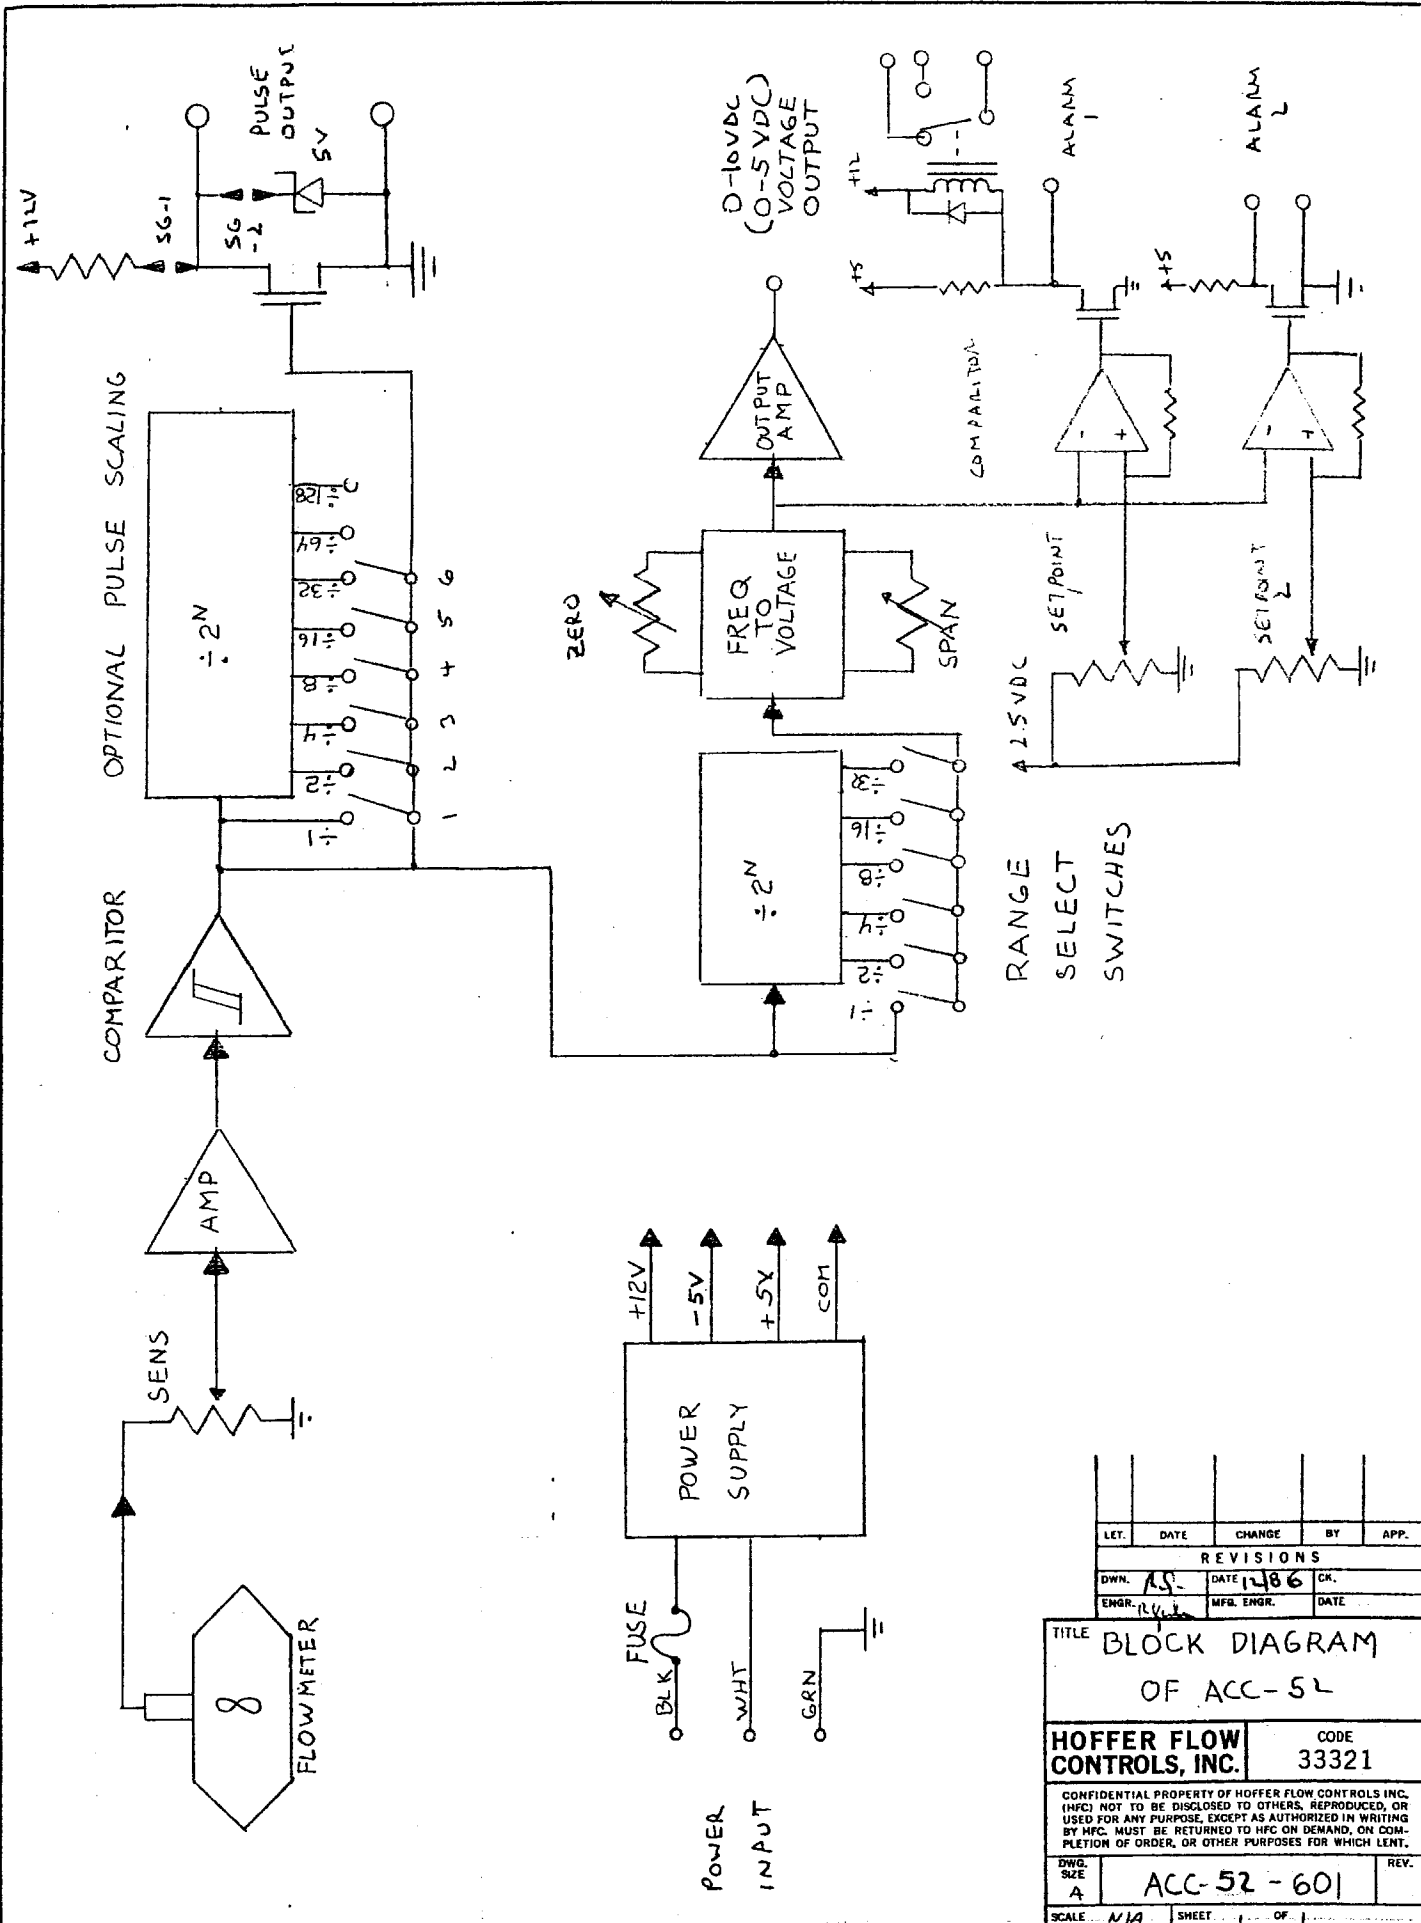 +12V
SG-1
SG
-2
5V
PULSE
OUTPUT
OPTIONAL PULSE SCALING
÷2ᴺ
÷128
÷64
÷32
÷16
÷8
÷4
÷2
÷1
6
5
4
3
2
1
COMPARITOR
AMP
SENS
8
FLOWMETER
0-10VDC
(0-5 VDC)
VOLTAGE
OUTPUT
OUTPUT
AMP
FREQ
TO
VOLTAGE
ZERO
SPAN
÷2ᴺ
÷32
÷16
÷8
÷4
÷2
÷1
RANGE
SELECT
SWITCHES
+12
+5
ALARM
1
COMPARITOR
-
+
SETPOINT
+5
ALARM
2
-
+
SETPOINT
2
2.5 VDC
+12V
-5V
+5V
COM
POWER
SUPPLY
FUSE
BLK
WHT
GRN
POWER
INPUT
LET. DATE CHANGE BY APP.
REVISIONS
DWN. DATE 12/86 CK.
ENGR. MFG. ENGR. DATE
TITLE BLOCK DIAGRAM
OF ACC-52
HOFFER FLOW
CONTROLS, INC.
CODE
33321
CONFIDENTIAL PROPERTY OF HOFFER FLOW CONTROLS INC.
(HFC) NOT TO BE DISCLOSED TO OTHERS, REPRODUCED, OR
USED FOR ANY PURPOSE, EXCEPT AS AUTHORIZED IN WRITING
BY HFC. MUST BE RETURNED TO HFC ON DEMAND, ON COM-
PLETION OF ORDER, OR OTHER PURPOSES FOR WHICH LENT.
DWG.
SIZE
A
ACC-52-601
REV.
SCALE N/A SHEET 1 OF 1